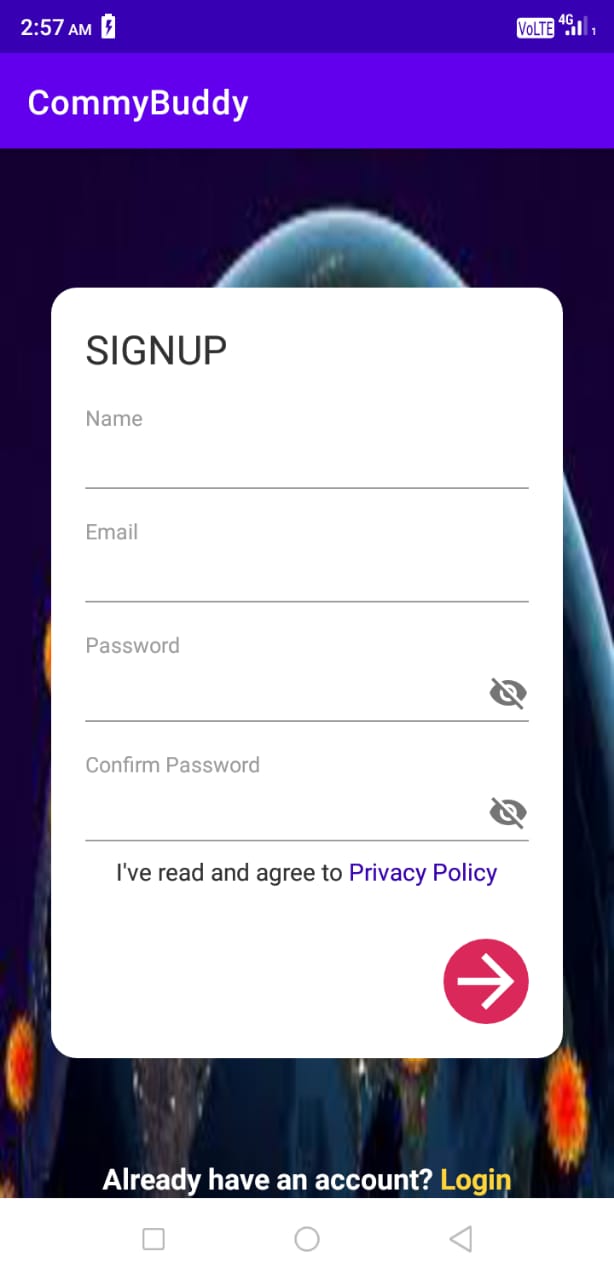 2:57 AM VoLTE 4G 1
CommyBuddy
SIGNUP
Name
Email
Password
Confirm Password
I've read and agree to Privacy Policy
Already have an account? Login